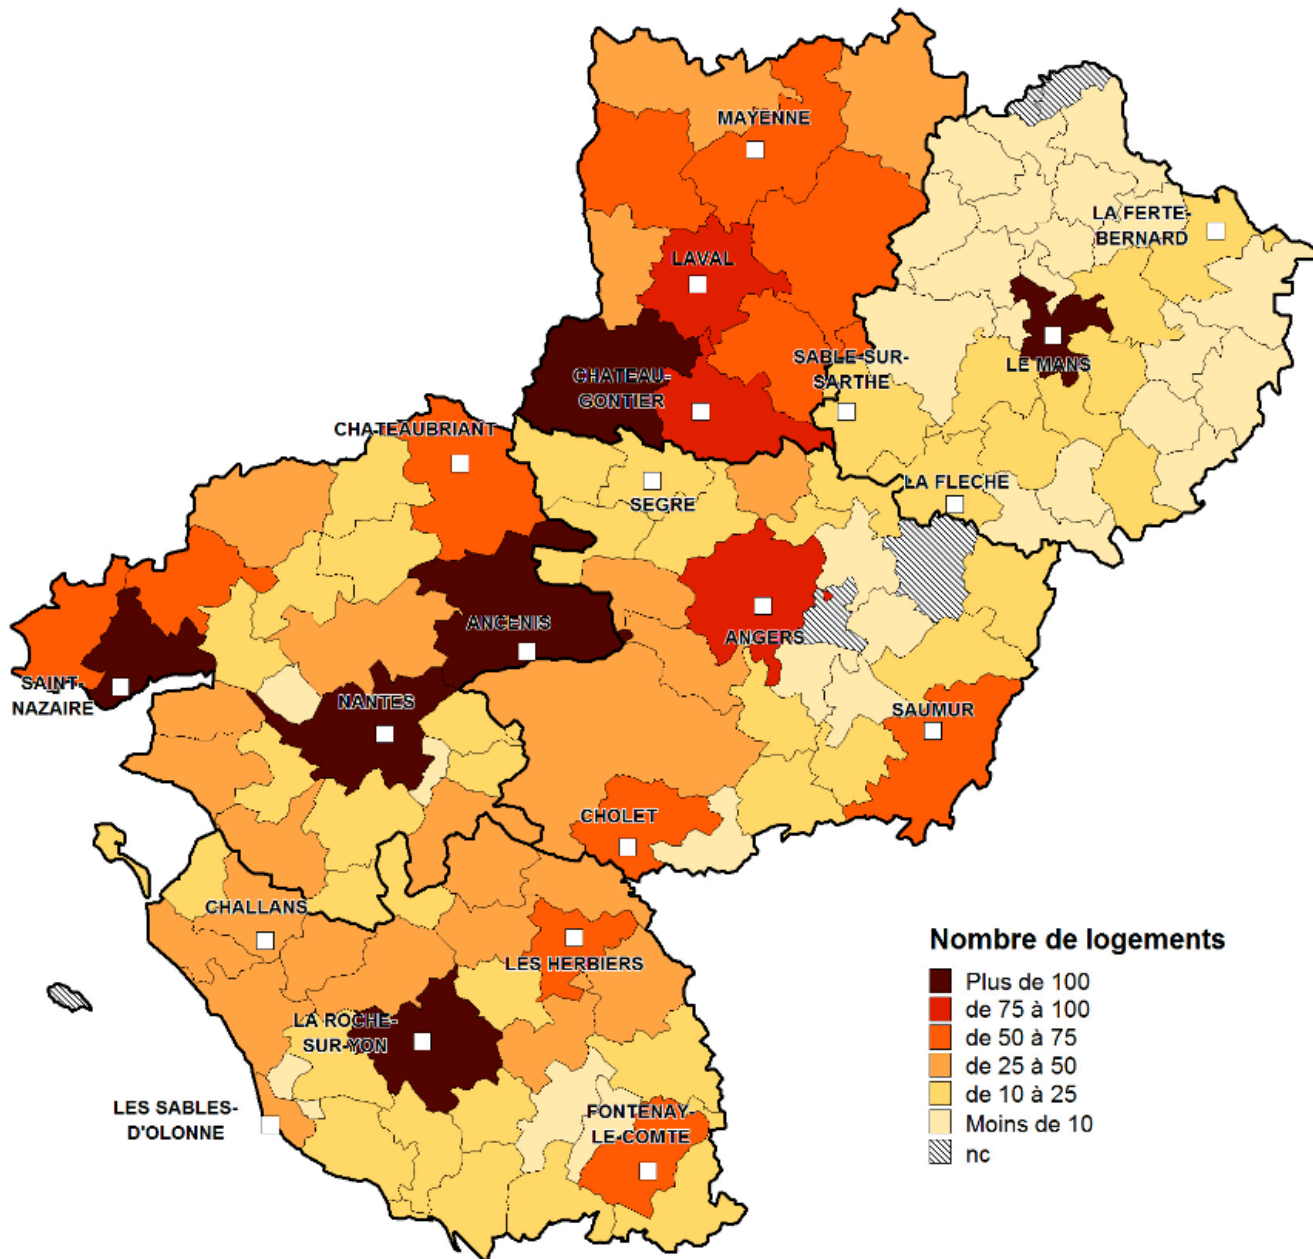 MAYENNE
LA FERTE-
BERNARD
LAVAL
SABLE-SUR-
SARTHE
LE MANS
CHATEAU-
GONTIER
CHATEAUBRIANT
SEGRE
LA FLECHE
ANCENIS
ANGERS
SAINT-
NAZAIRE
NANTES
SAUMUR
CHOLET
CHALLANS
LES HERBIERS
LA ROCHE-
SUR-YON
LES SABLES-
D'OLONNE
FONTENAY-
LE-COMTE
Nombre de logements
Plus de 100
de 75 à 100
de 50 à 75
de 25 à 50
de 10 à 25
Moins de 10
nc